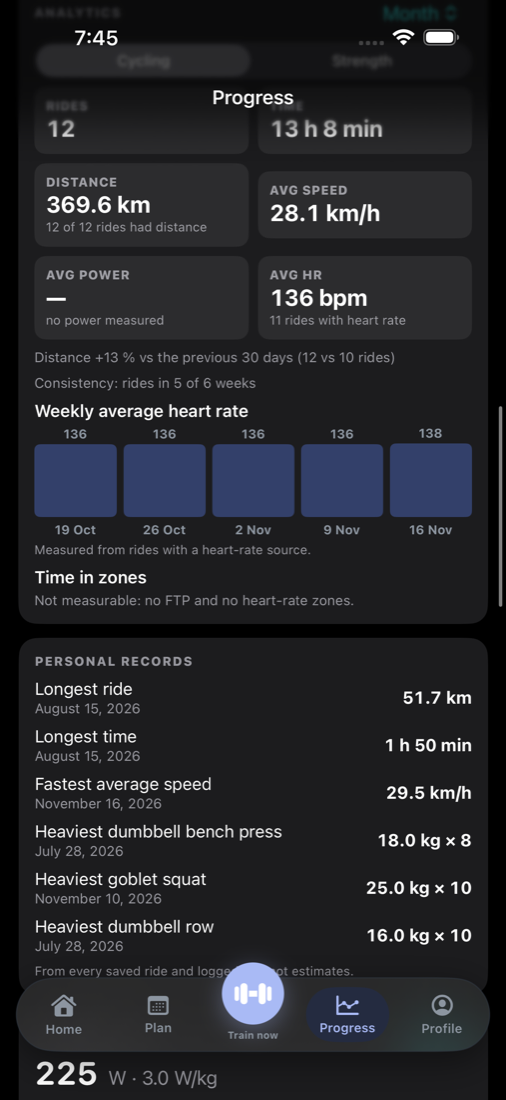 ANALYTICS
Month
7:45
Cycling
Strength
Progress
RIDES
TIME
12
13 h 8 min
DISTANCE
369.6 km
12 of 12 rides had distance
AVG SPEED
28.1 km/h
AVG POWER
—
no power measured
AVG HR
136 bpm
11 rides with heart rate
Distance +13 % vs the previous 30 days (12 vs 10 rides)
Consistency: rides in 5 of 6 weeks
Weekly average heart rate
136 136 136 136 138
19 Oct 26 Oct 2 Nov 9 Nov 16 Nov
Measured from rides with a heart-rate source.
Time in zones
Not measurable: no FTP and no heart-rate zones.
PERSONAL RECORDS
Longest ride
August 15, 2026
51.7 km
Longest time
August 15, 2026
1 h 50 min
Fastest average speed
November 16, 2026
29.5 km/h
Heaviest dumbbell bench press
July 28, 2026
18.0 kg × 8
Heaviest goblet squat
November 10, 2026
25.0 kg × 10
Heaviest dumbbell row
July 28, 2026
16.0 kg × 10
From every saved ride and logge ot estimates.
Home
Plan
Train now
Progress
Profile
225 W · 3.0 W/kg